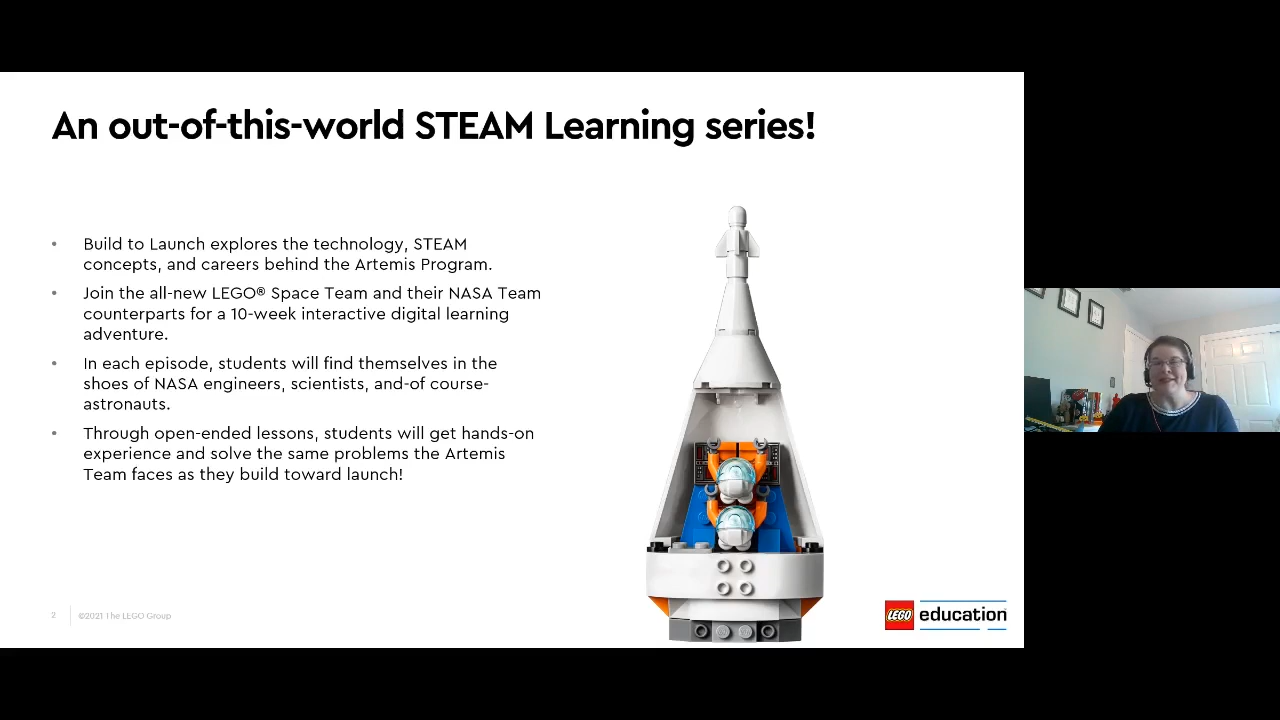 An out-of-this-world STEAM Learning series!
• Build to Launch explores the technology, STEAM
concepts, and careers behind the Artemis Program.
• Join the all-new LEGO® Space Team and their NASA Team
counterparts for a 10-week interactive digital learning
adventure.
• In each episode, students will find themselves in the
shoes of NASA engineers, scientists, and-of course-
astronauts.
• Through open-ended lessons, students will get hands-on
experience and solve the same problems the Artemis
Team faces as they build toward launch!
2 ©2021 The LEGO Group
LEGO education